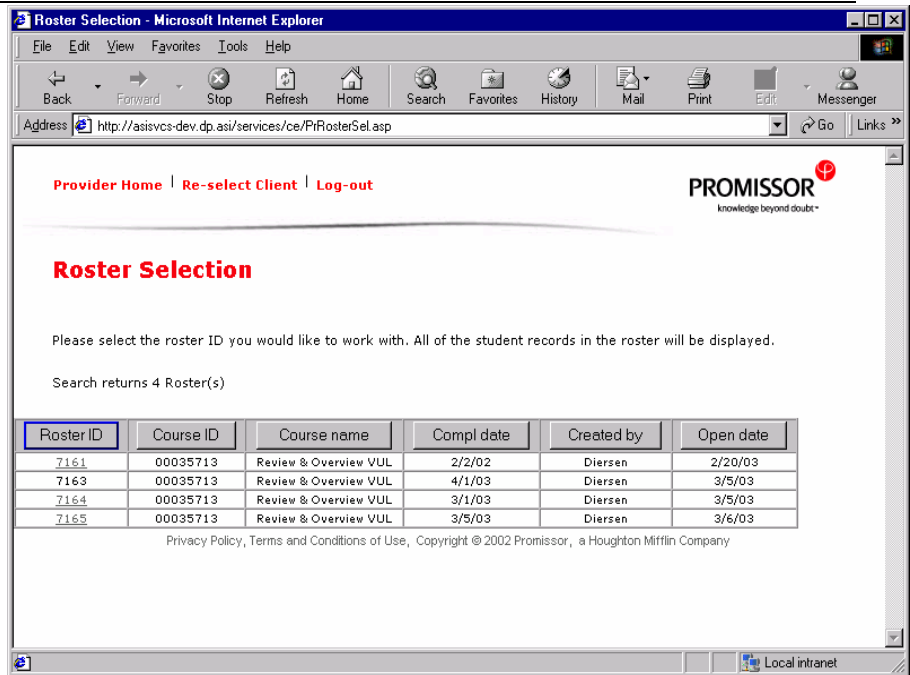 Roster Selection - Microsoft Internet Explorer
File Edit View Favorites Tools Help
Back Forward Stop Refresh Home Search Favorites History Mail Print Edit Messenger
Address http://asisvcs-dev.dp.asi/services/ce/PrRosterSel.asp Go Links »
Provider Home | Re-select Client | Log-out
PROMISSOR
knowledge beyond doubt™
Roster Selection
Please select the roster ID you would like to work with. All of the student records in the roster will be displayed.
Search returns 4 Roster(s)
Roster ID Course ID Course name Compl date Created by Open date
7161 00035713 Review & Overview VUL 2/2/02 Diersen 2/20/03
7163 00035713 Review & Overview VUL 4/1/03 Diersen 3/5/03
7164 00035713 Review & Overview VUL 3/1/03 Diersen 3/5/03
7165 00035713 Review & Overview VUL 3/5/03 Diersen 3/6/03
Privacy Policy, Terms and Conditions of Use, Copyright © 2002 Promissor, a Houghton Mifflin Company
Local intranet